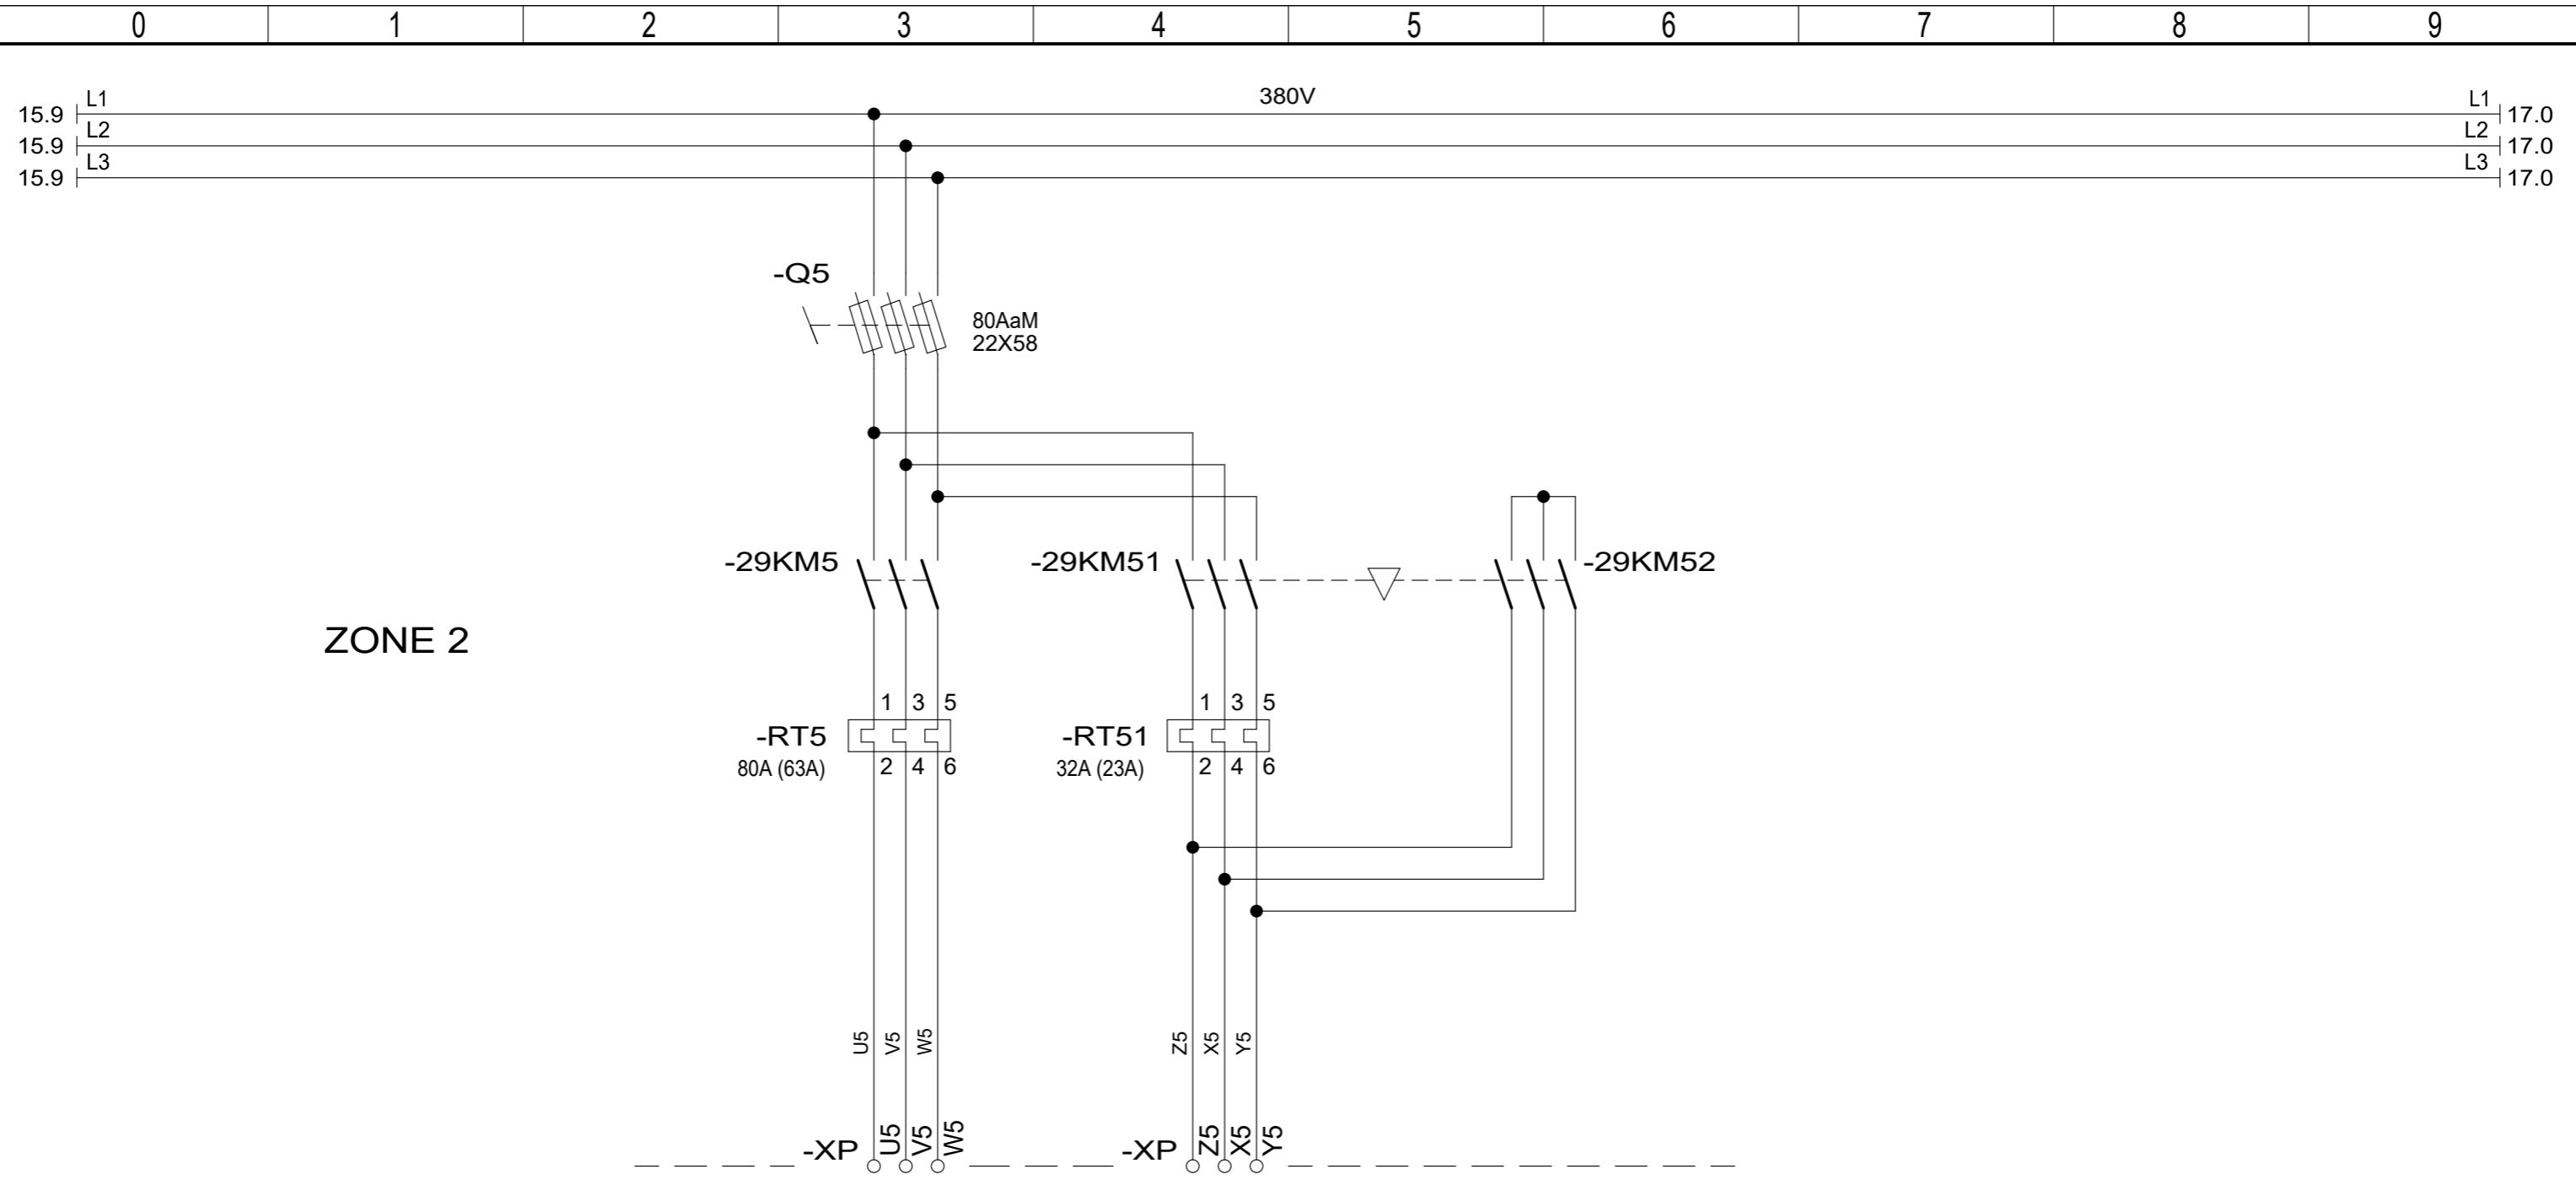 0 1 2 3 4 5 6 7 8 9
380V
15.9 L1 L1 17.0
15.9 L2 L2 17.0
15.9 L3 L3 17.0
-Q5
80AaM
22X58
-29KM5 -29KM51 -29KM52
ZONE 2
1 3 5 1 3 5
-RT5 -RT51
80A (63A) 2 4 6 32A (23A) 2 4 6
U5 V5 W5 Z5 X5 Y5
-XP U5 V5 W5 -XP Z5 X5 Y5